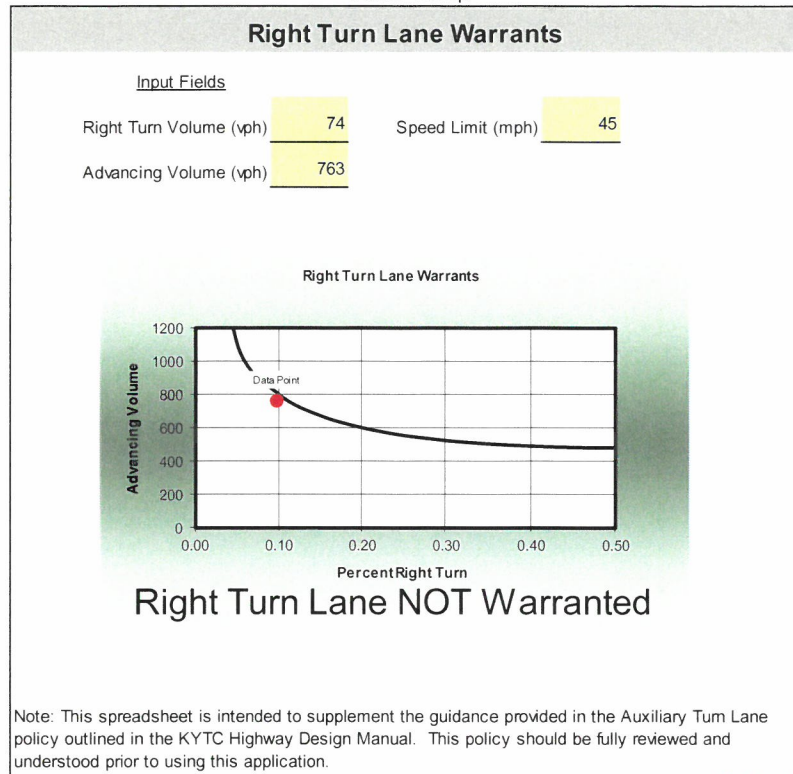 Right Turn Lane Warrants
Input Fields
Right Turn Volume (vph) 74 Speed Limit (mph) 45
Advancing Volume (vph) 763
Right Turn Lane Warrants
Advancing Volume
1200
1000
800
600
400
200
0
Data Point
0.00 0.10 0.20 0.30 0.40 0.50
Percent Right Turn
Right Turn Lane NOT Warranted
Note: This spreadsheet is intended to supplement the guidance provided in the Auxiliary Turn Lane
policy outlined in the KYTC Highway Design Manual. This policy should be fully reviewed and
understood prior to using this application.